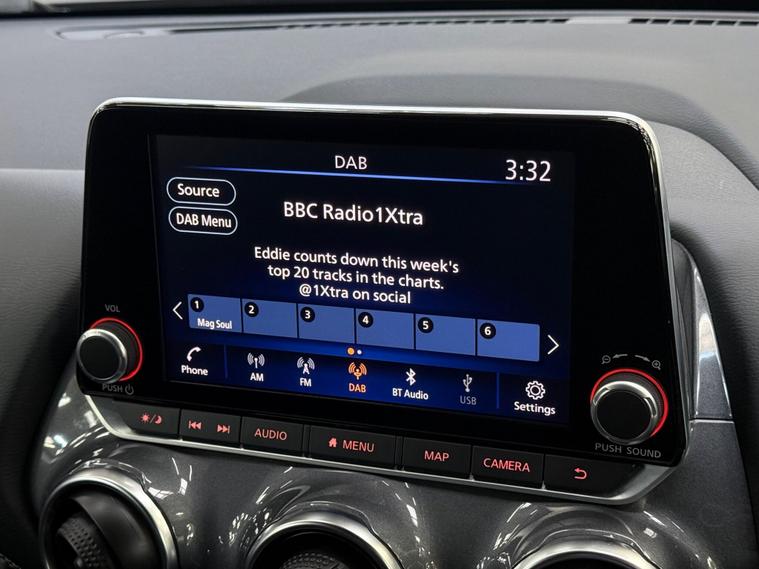 DAB
3:32
Source
BBC Radio1Xtra
DAB Menu
Eddie counts down this week's
top 20 tracks in the charts.
@1Xtra on social
1 2 3 4 5 6
Mag Soul
Phone AM FM DAB BT Audio USB Settings
VOL
PUSH
PUSH SOUND
AUDIO MENU MAP CAMERA